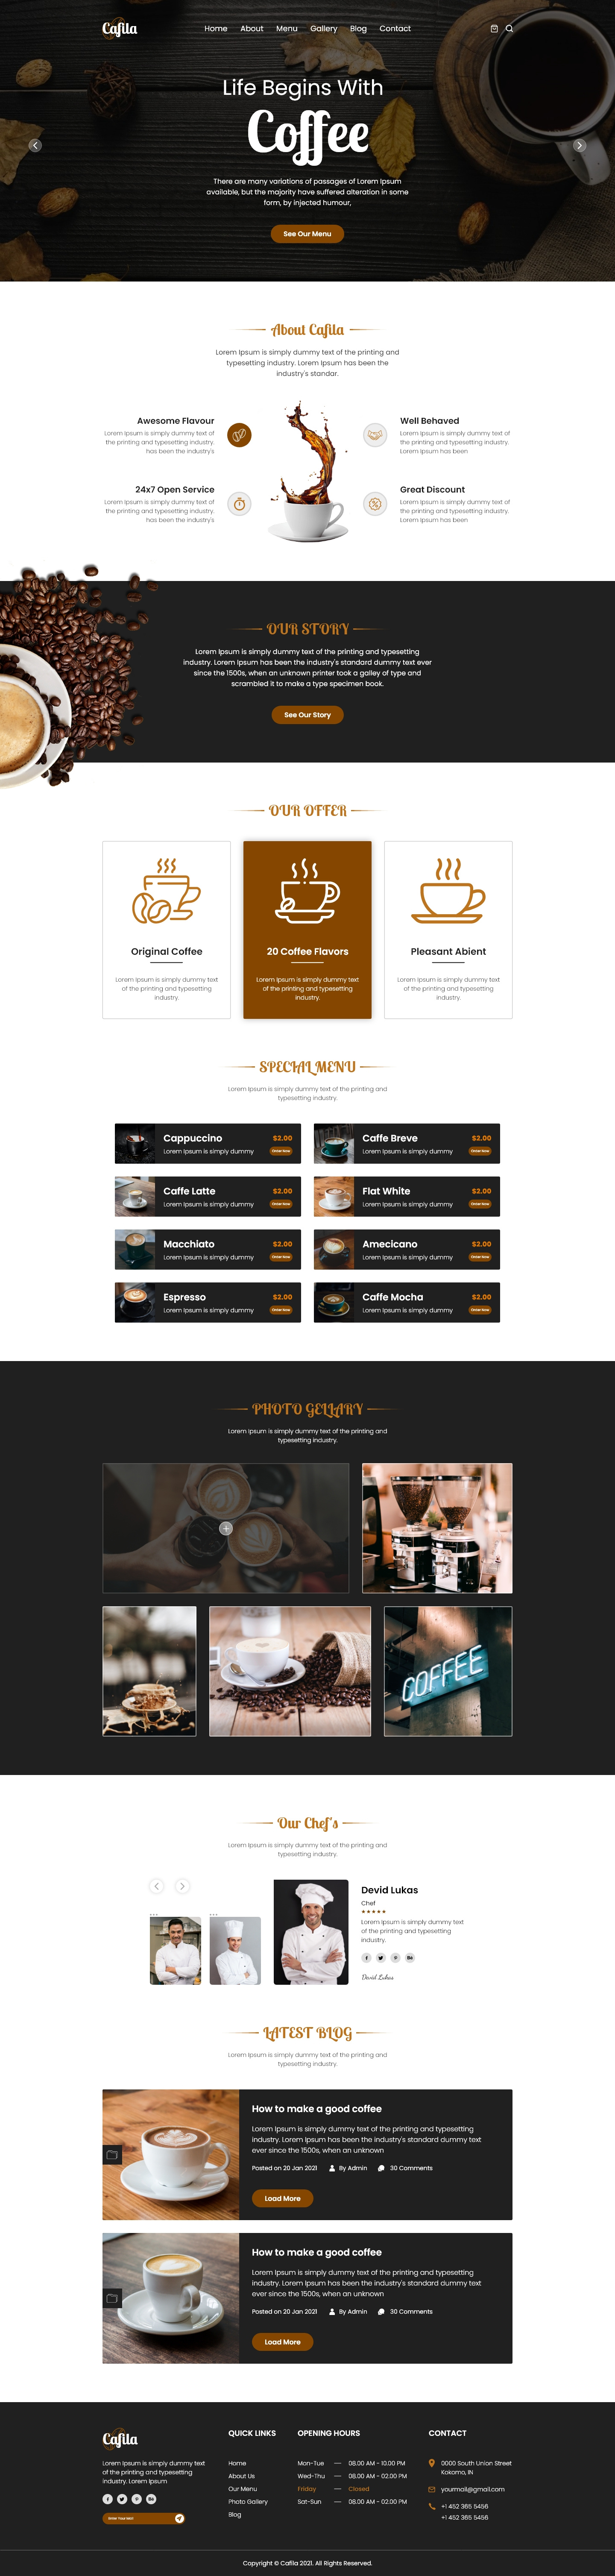 Cafila
Home About Menu Gallery Blog Contact
Life Begins With
Coffee
There are many variations of passages of Lorem Ipsum
available, but the majority have suffered alteration in some
form, by injected humour,
See Our Menu
About Cafila
Lorem Ipsum is simply dummy text of the printing and
typesetting industry. Lorem Ipsum has been the
industry's standar.
Awesome Flavour
Lorem Ipsum is simply dummy text of
the printing and typesetting industry.
has been the industry's
24x7 Open Service
Lorem Ipsum is simply dummy text of
the printing and typesetting industry.
has been the industry's
Well Behaved
Lorem Ipsum is simply dummy text of
the printing and typesetting industry.
Lorem Ipsum has been
Great Discount
Lorem Ipsum is simply dummy text of
the printing and typesetting industry.
Lorem Ipsum has been
OUR STORY
Lorem Ipsum is simply dummy text of the printing and typesetting
industry. Lorem Ipsum has been the industry's standard dummy text ever
since the 1500s, when an unknown printer took a galley of type and
scrambled it to make a type specimen book.
See Our Story
OUR OFFER
Original Coffee
Lorem Ipsum is simply dummy text
of the printing and typesetting
industry.
20 Coffee Flavors
Lorem Ipsum is simply dummy text
of the printing and typesetting
industry.
Pleasant Abient
Lorem Ipsum is simply dummy text
of the printing and typesetting
industry.
SPECIAL MENU
Lorem Ipsum is simply dummy text of the printing and
typesetting industry.
Cappuccino $2.00
Lorem Ipsum is simply dummy Order Now
Caffe Breve $2.00
Lorem Ipsum is simply dummy Order Now
Caffe Latte $2.00
Lorem Ipsum is simply dummy Order Now
Flat White $2.00
Lorem Ipsum is simply dummy Order Now
Macchiato $2.00
Lorem Ipsum is simply dummy Order Now
Amecicano $2.00
Lorem Ipsum is simply dummy Order Now
Espresso $2.00
Lorem Ipsum is simply dummy Order Now
Caffe Mocha $2.00
Lorem Ipsum is simply dummy Order Now
PHOTO GELLARY
Lorem Ipsum is simply dummy text of the printing and
typesetting industry.
COFFEE
Our Chef's
Lorem Ipsum is simply dummy text of the printing and
typesetting industry.
Devid Lukas
Chef
Lorem Ipsum is simply dummy text
of the printing and typesetting
industry.
Bē
Devid Lukas
LATEST BLOG
Lorem Ipsum is simply dummy text of the printing and
typesetting industry.
How to make a good coffee
Lorem Ipsum is simply dummy text of the printing and typesetting
industry. Lorem Ipsum has been the industry's standard dummy text
ever since the 1500s, when an unknown
Posted on 20 Jan 2021 By Admin 30 Comments
Load More
How to make a good coffee
Lorem Ipsum is simply dummy text of the printing and typesetting
industry. Lorem Ipsum has been the industry's standard dummy text
ever since the 1500s, when an unknown
Posted on 20 Jan 2021 By Admin 30 Comments
Load More
Cafila
Lorem Ipsum is simply dummy text
of the printing and typesetting
industry. Lorem Ipsum
Bē
QUICK LINKS
Home
About Us
Our Menu
Photo Gallery
Blog
OPENING HOURS
Mon-Tue — 08.00 AM - 10.00 PM
Wed-Thu — 08.00 AM - 02.00 PM
Friday — Closed
Sat-Sun — 08.00 AM - 02.00 PM
CONTACT
0000 South Union Street
Kokomo, IN
yourmail@gmail.com
+1 452 365 5456
+1 452 365 5456
Copyright © Cafila 2021. All Rights Reserved.